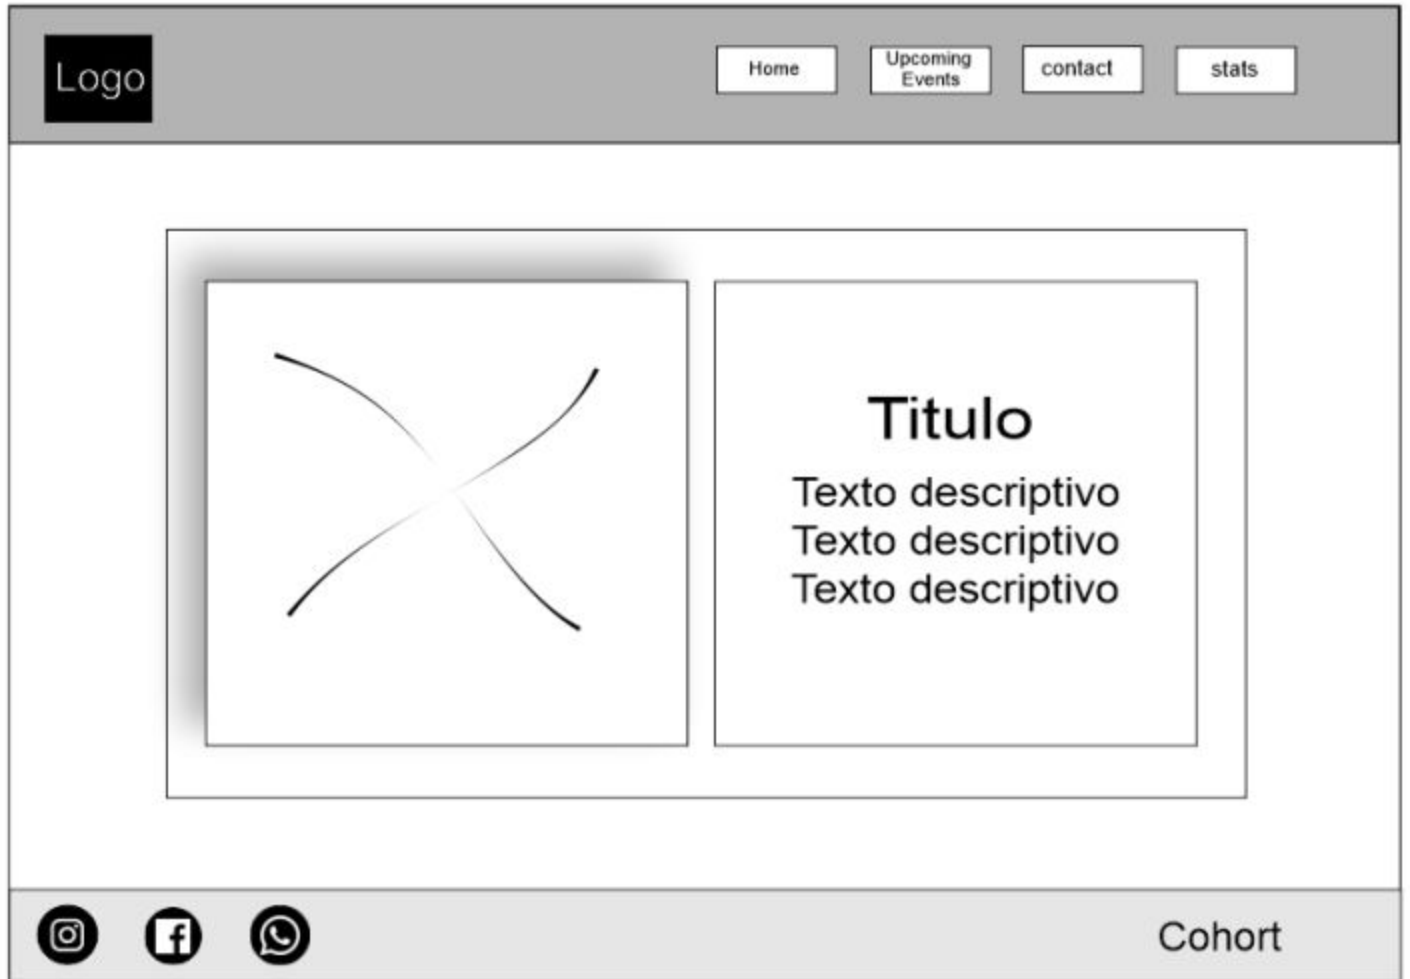 Logo
Home
Upcoming
Events
contact
stats
Titulo
Texto descriptivo
Texto descriptivo
Texto descriptivo
Cohort